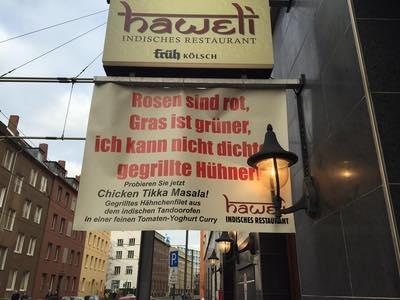 haweli
INDISCHES RESTAURANT
früh KÖLSCH
Rosen sind rot,
Gras ist grüner,
ich kann nicht dichte
gegrillte Hühner!
Probieren Sie jetzt
Chicken Tikka Masala!
Gegrilltes Hähnchenfilet aus
dem indischen Tandoorofen
In einer feinen Tomaten-Yoghurt Curry
haweli
INDISCHES RESTAURANT
P